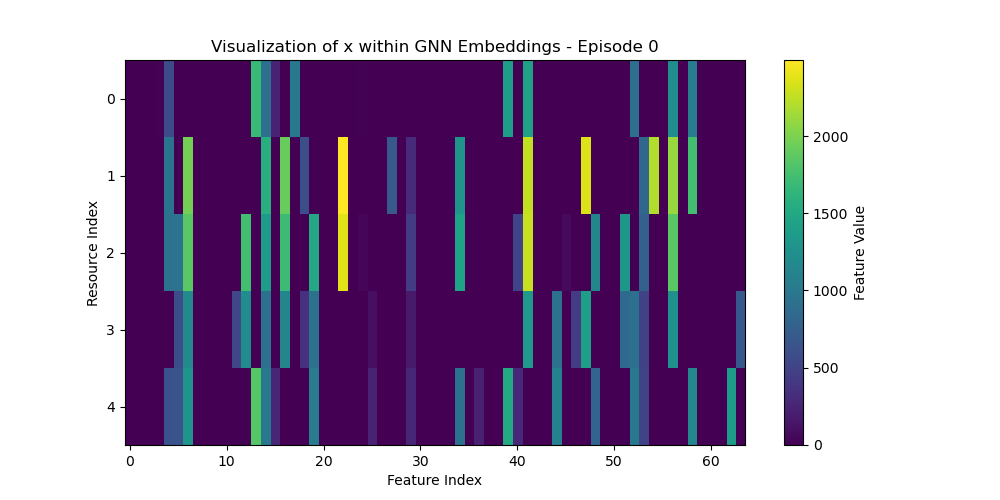 Visualization of x within GNN Embeddings - Episode 0
Resource Index
0
1
2
3
4
0 10 20 30 40 50 60
Feature Index
2000
1500
1000
500
0
Feature Value